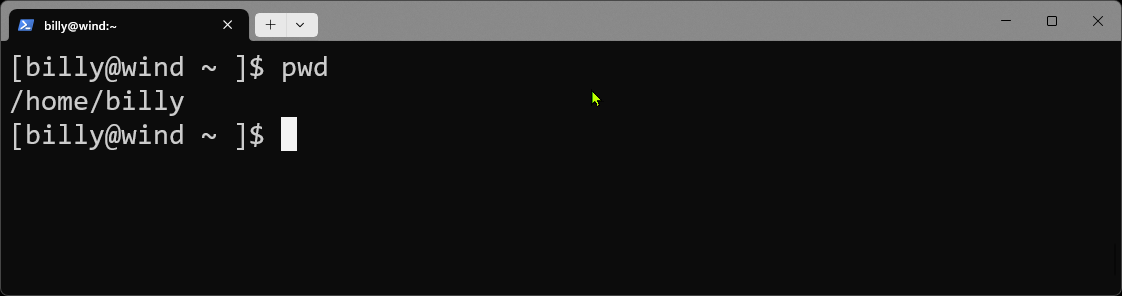 billy@wind:~
[billy@wind ~ ]$ pwd
/home/billy
[billy@wind ~ ]$